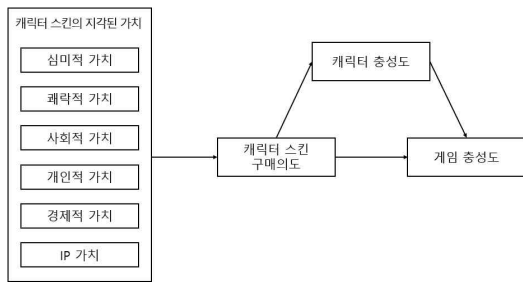 캐릭터 스킨의 지각된 가치
심미적 가치
쾌락적 가치
사회적 가치
개인적 가치
경제적 가치
IP 가치
캐릭터 스킨
구매의도
캐릭터 충성도
게임 충성도